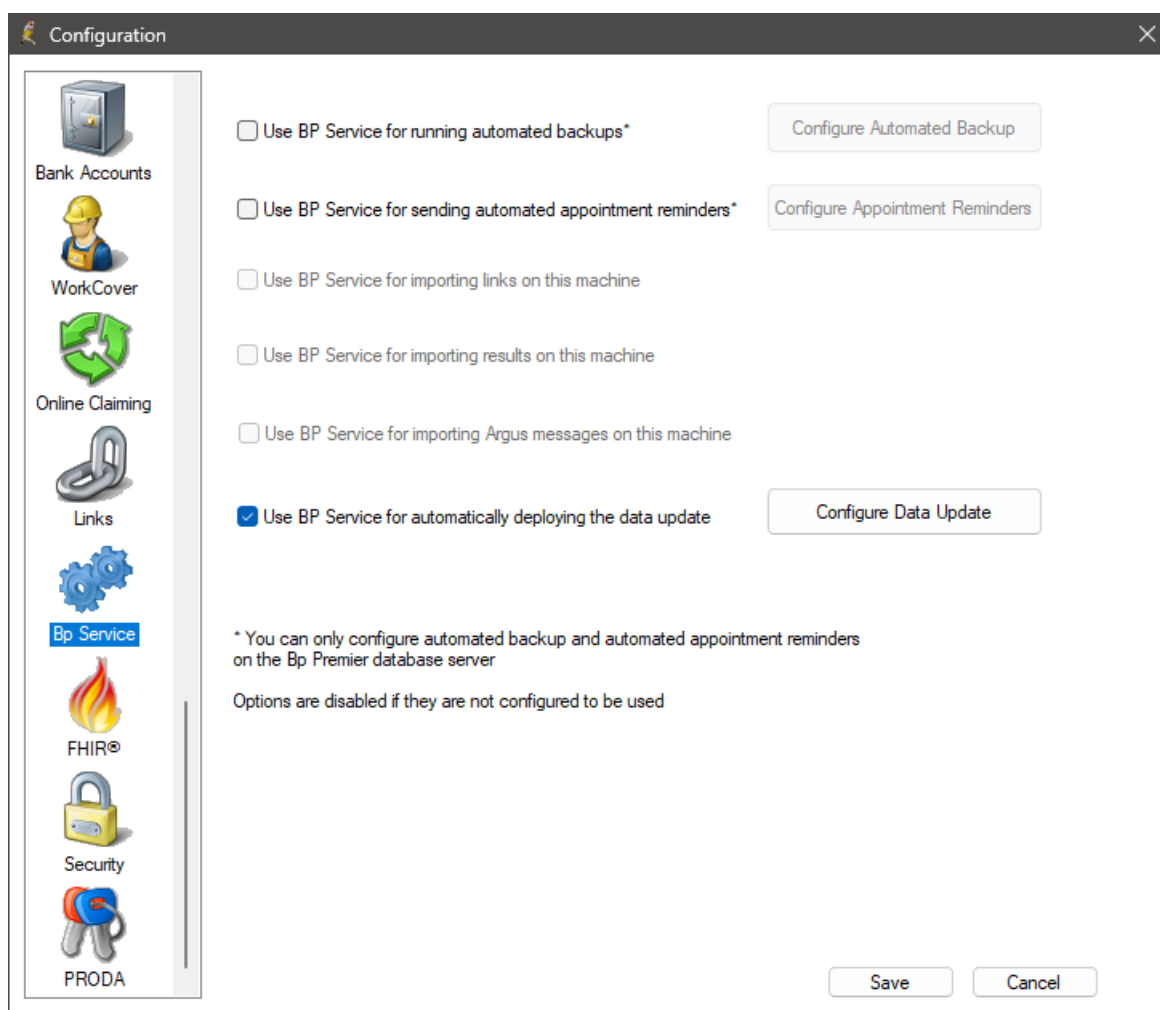 Configuration
Bank Accounts
WorkCover
Online Claiming
Links
Bp Service
FHIR®
Security
PRODA
Use BP Service for running automated backups*
Configure Automated Backup
Use BP Service for sending automated appointment reminders*
Configure Appointment Reminders
Use BP Service for importing links on this machine
Use BP Service for importing results on this machine
Use BP Service for importing Argus messages on this machine
Use BP Service for automatically deploying the data update
Configure Data Update
* You can only configure automated backup and automated appointment reminders
on the Bp Premier database server
Options are disabled if they are not configured to be used
Save
Cancel